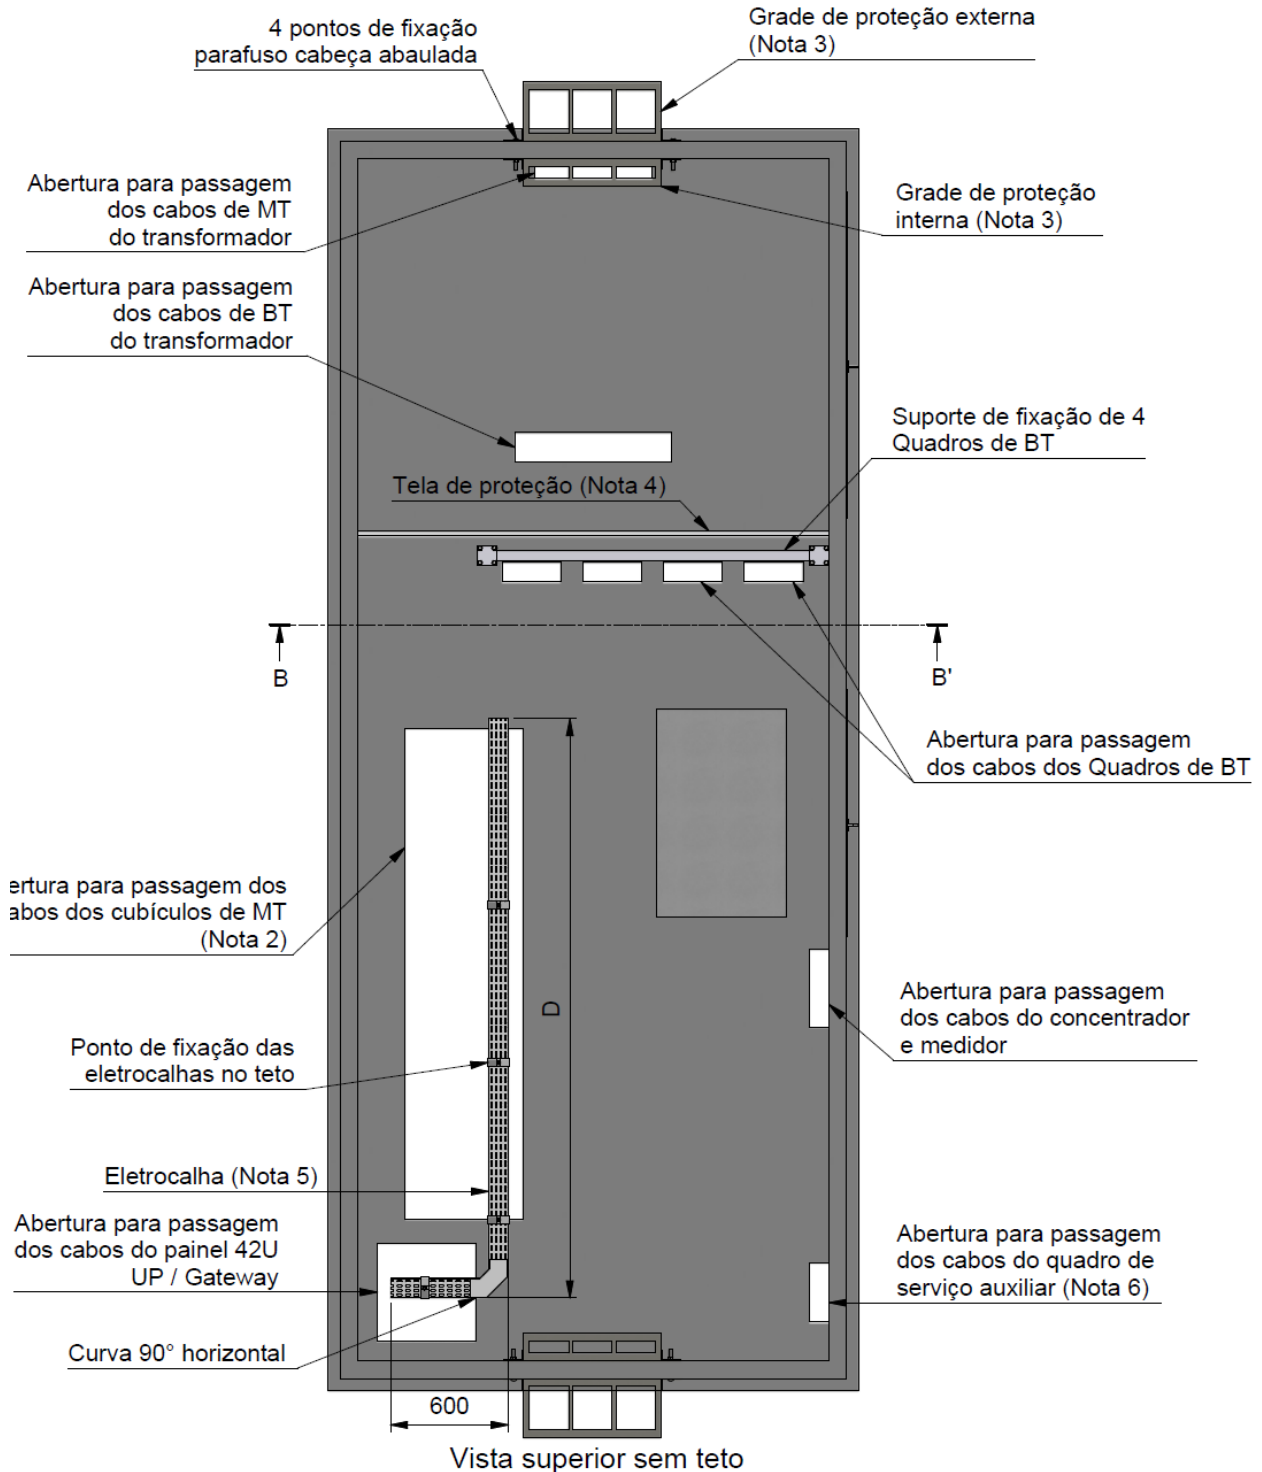 4 pontos de fixação
parafuso cabeça abaulada
Grade de proteção externa
(Nota 3)
Abertura para passagem
dos cabos de MT
do transformador
Grade de proteção
interna (Nota 3)
Abertura para passagem
dos cabos de BT
do transformador
Suporte de fixação de 4
Quadros de BT
Tela de proteção (Nota 4)
B
B'
Abertura para passagem
dos cabos dos Quadros de BT
ertura para passagem dos
abos dos cubículos de MT
(Nota 2)
D
Abertura para passagem
dos cabos do concentrador
e medidor
Ponto de fixação das
eletrocalhas no teto
Eletrocalha (Nota 5)
Abertura para passagem
dos cabos do painel 42U
UP / Gateway
Abertura para passagem
dos cabos do quadro de
serviço auxiliar (Nota 6)
Curva 90° horizontal
600
Vista superior sem teto